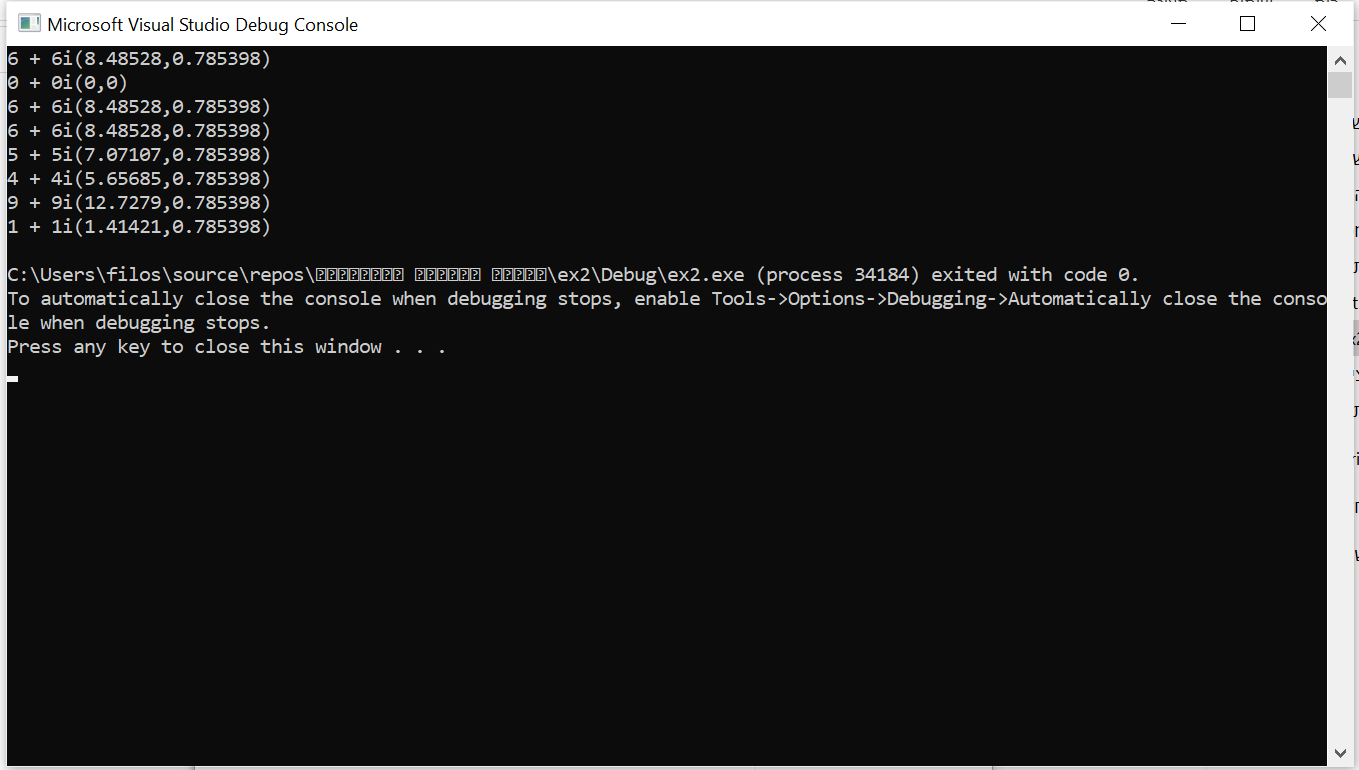 Microsoft Visual Studio Debug Console
6 + 6i(8.48528,0.785398)
0 + 0i(0,0)
6 + 6i(8.48528,0.785398)
6 + 6i(8.48528,0.785398)
5 + 5i(7.07107,0.785398)
4 + 4i(5.65685,0.785398)
9 + 9i(12.7279,0.785398)
1 + 1i(1.41421,0.785398)
C:\Users\filos\source\repos\ \ex2\Debug\ex2.exe (process 34184) exited with code 0.
To automatically close the console when debugging stops, enable Tools->Options->Debugging->Automatically close the conso
le when debugging stops.
Press any key to close this window . . .